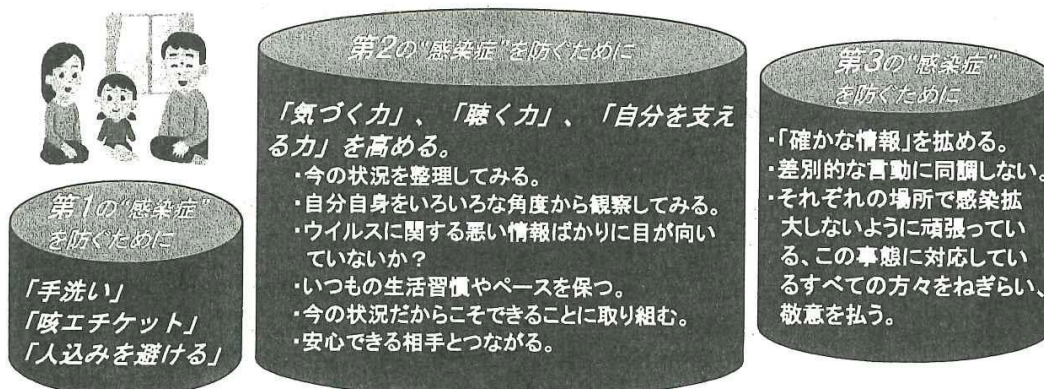 第1の“感染症”
を防ぐために
「手洗い」
「咳エチケット」
「人込みを避ける」
第2の“感染症”を防ぐために
「気づく力」、「聴く力」、「自分を支え
る力」を高める。
・今の状況を整理してみる。
・自分自身をいろいろな角度から観察してみる。
・ウイルスに関する悪い情報ばかりに目が向い
ていないか？
・いつもの生活習慣やペースを保つ。
・今の状況だからこそできることに取り組む。
・安心できる相手とつながる。
第3の“感染症”
を防ぐために
・「確かな情報」を拡める。
・差別的な言動に同調しない。
・それぞれの場所で感染拡
大しないように頑張ってい
る、この事態に対応してい
るすべての方々をねぎらい、
敬意を払う。